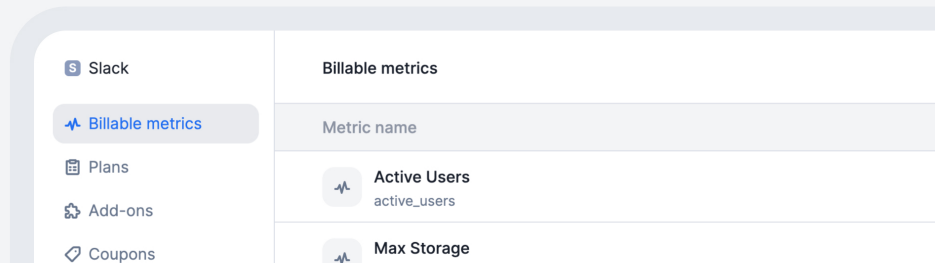 S Slack
Billable metrics
Plans
Add-ons
Coupons
Billable metrics
Metric name
Active Users
active_users
Max Storage